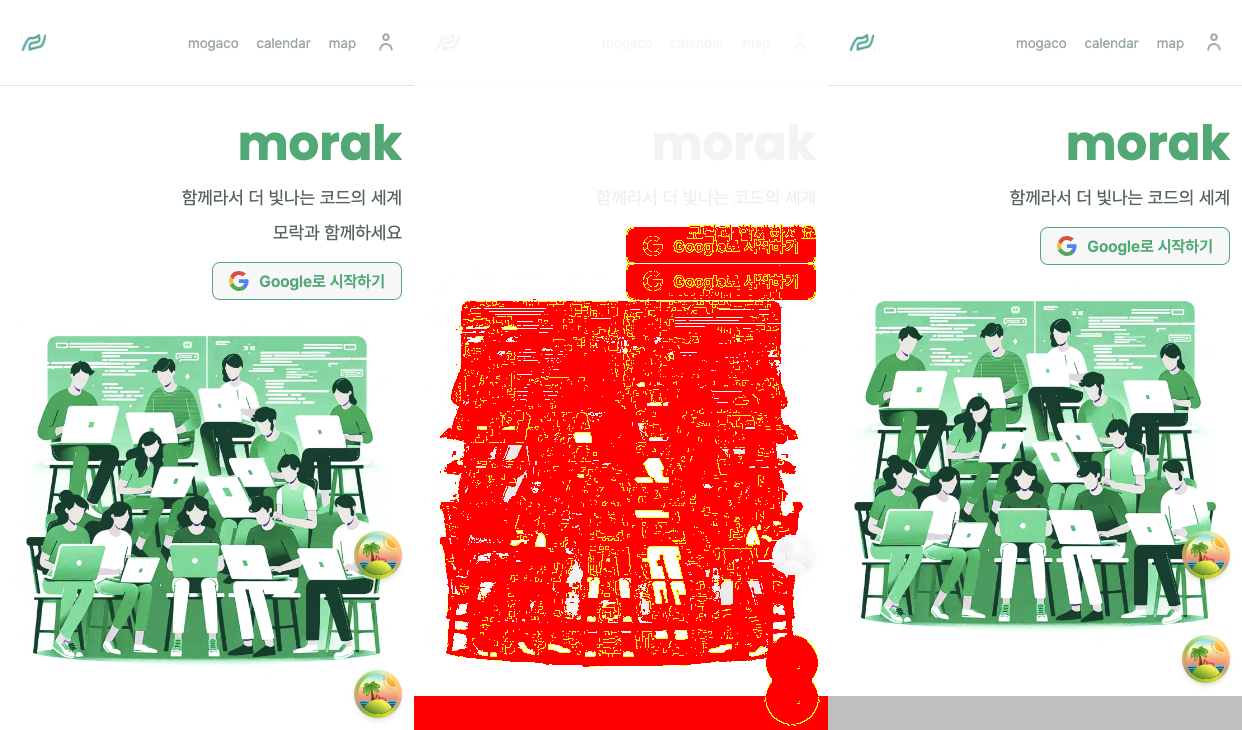 mogaco calendar map
morak
함께라서 더 빛나는 코드의 세계
모락과 함께하세요
Google로 시작하기
mogaco calendar map
morak
함께라서 더 빛나는 코드의 세계
Google로 시작하기
Google로 시작하기
mogaco calendar map
morak
함께라서 더 빛나는 코드의 세계
Google로 시작하기